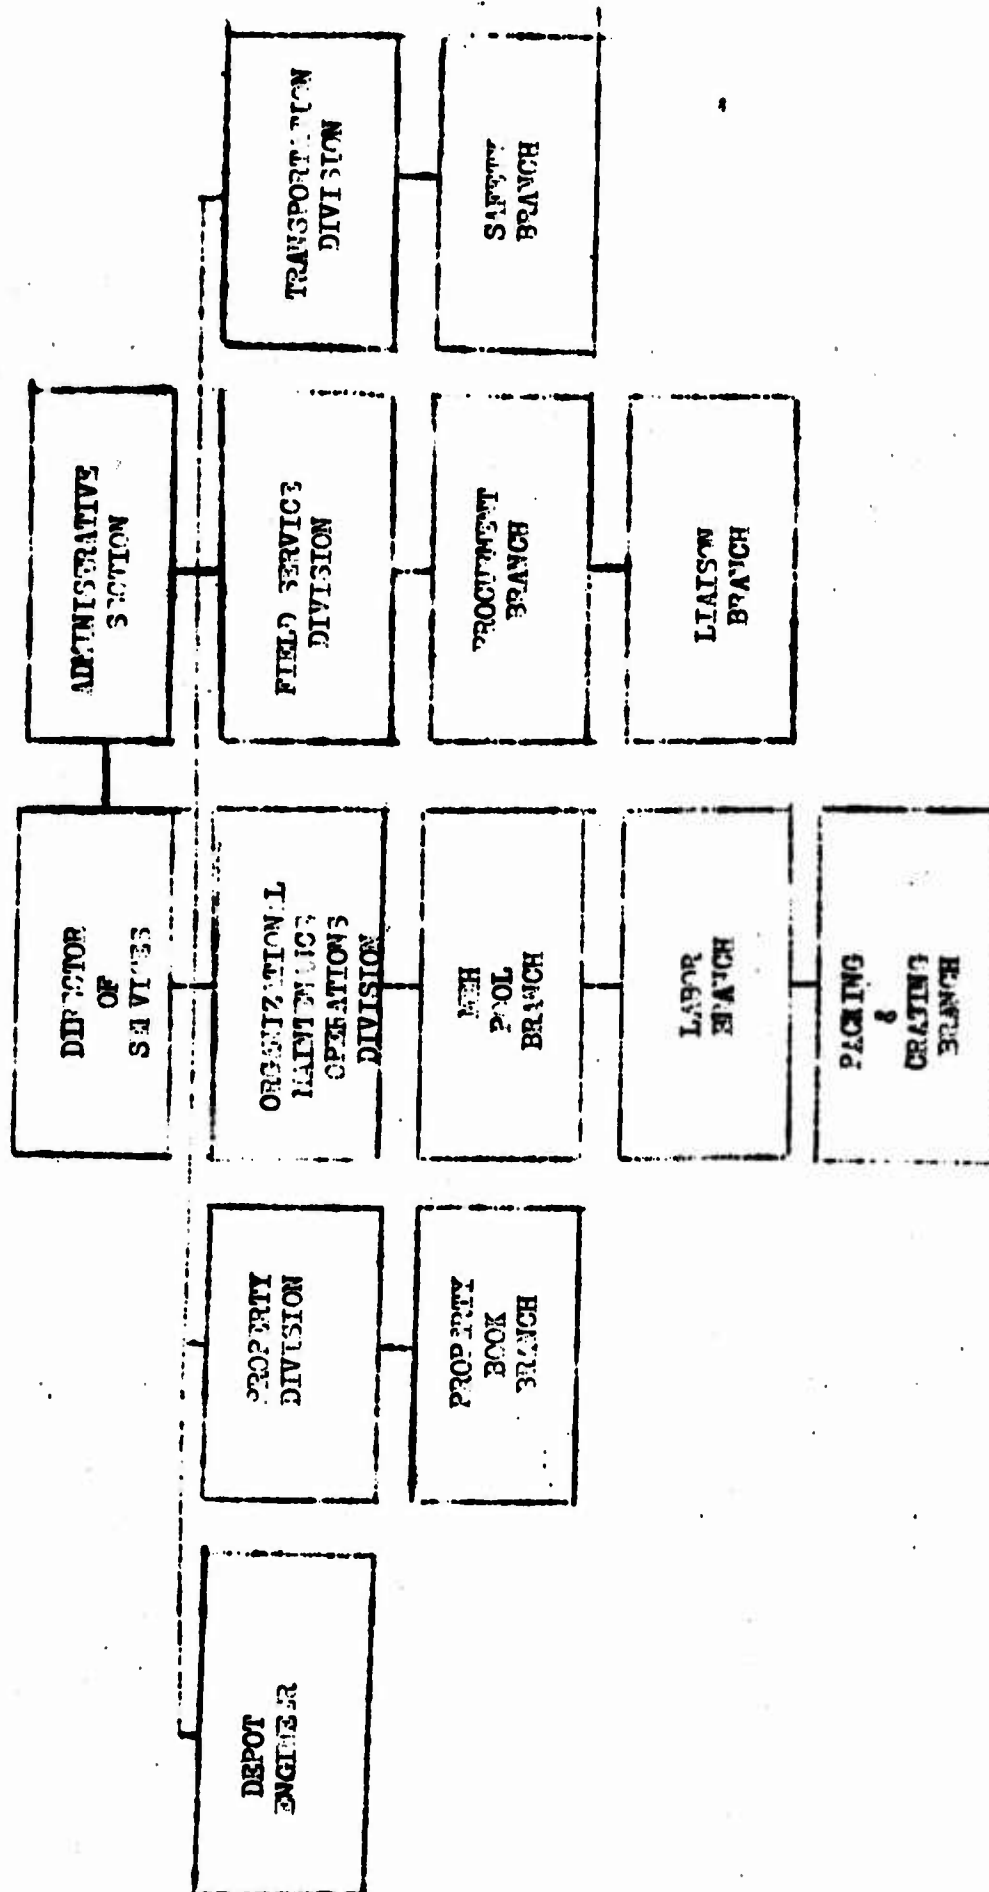 DIRECTOR
OF
SERVICES
ADMINISTRATIVE
SECTION
DEPOT
ENGINEER
PROPERTY
DIVISION
ORGANIZATIONAL
MAINTENANCE
OPERATIONS
DIVISION
FIELD SERVICE
DIVISION
TRANSPORTATION
DIVISION
PROPERTY
BOOK
BRANCH
POOL
BRANCH
PROCUREMENT
BRANCH
SAFETY
BRANCH
LABOR
BRANCH
LIAISON
BRANCH
PACKING
&
CRATING
BRANCH